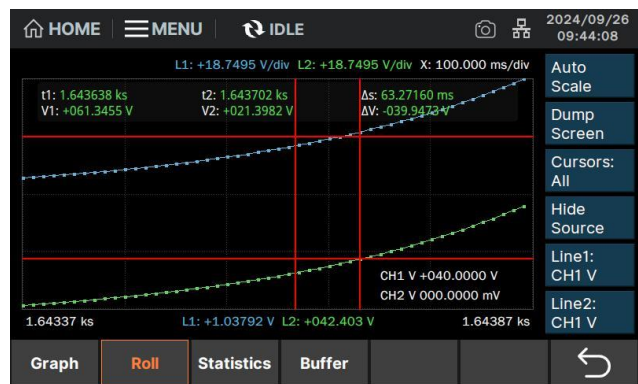 HOME MENU IDLE 2024/09/26
09:44:08
L1: +18.7495 V/div L2: +18.7495 V/div X: 100.000 ms/div
t1: 1.643638 ks t2: 1.643702 ks Δs: 63.27160 ms
V1: +061.3455 V V2: +021.3982 V ΔV: -039.9473 V
CH1 V +040.0000 V
CH2 V 000.0000 mV
1.64337 ks L1: +1.03792 V L2: +042.403 V 1.64387 ks
Auto
Scale
Dump
Screen
Cursors:
All
Hide
Source
Line1:
CH1 V
Line2:
CH1 V
Graph Roll Statistics Buffer